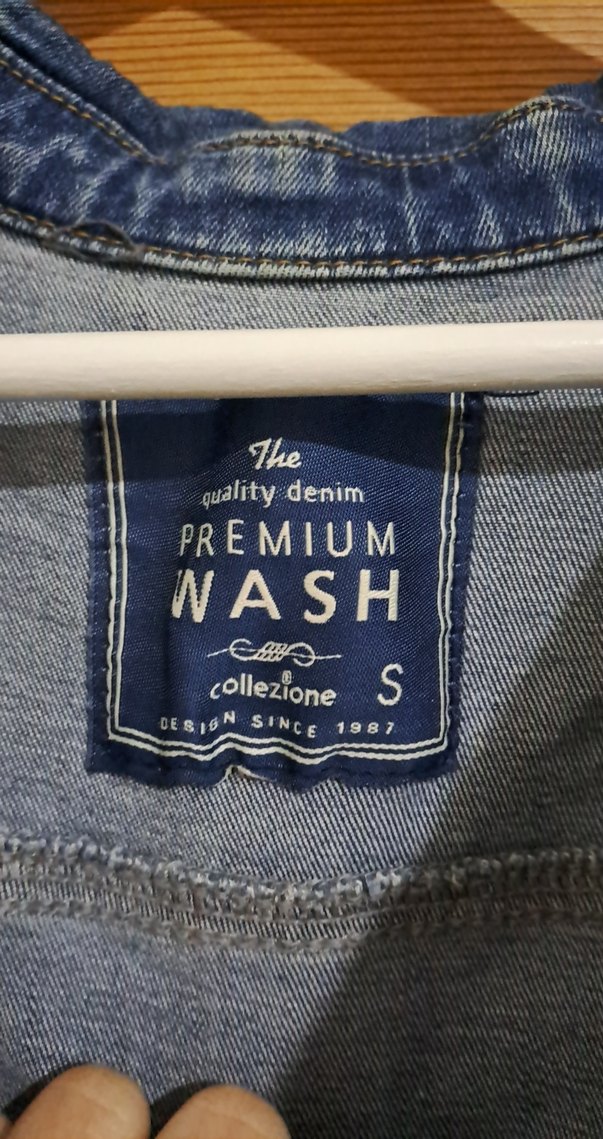 The
quality denim
PREMIUM
WASH
collezione® S
DESIGN SINCE 1987